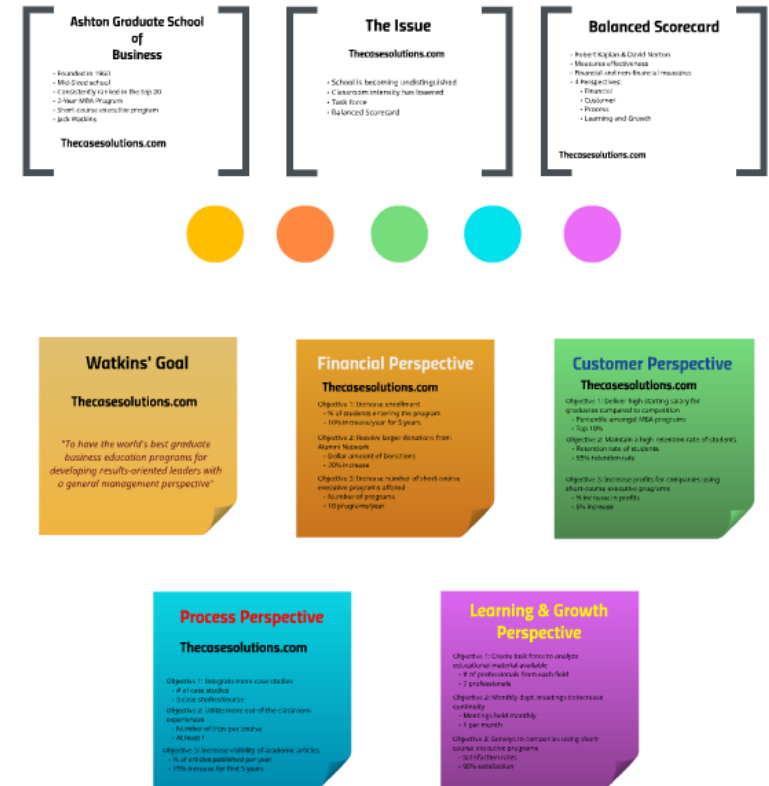 Ashton Graduate School
of
Business
- Founded in 1960
- Mid-Sized school
- Consistently ranked in the top 20
- 2-Year MBA Program
- Short-course executive program
- Jack Watkins
Thecasesolutions.com
The Issue
Thecasesolutions.com
- School is becoming undistinguished
- Classroom intensity has lowered
- Task force
- Balanced Scorecard
Balanced Scorecard
- Robert Kaplan & David Norton
- Measures effectiveness
- Financial and non-financial measures
- 4 Perspectives:
- Financial
- Customer
- Process
- Learning and Growth
Thecasesolutions.com
Watkins' Goal
Thecasesolutions.com
"To have the world's best graduate
business education programs for
developing results-oriented leaders with
a general management perspective"
Financial Perspective
Thecasesolutions.com
Objective 1: Increase enrollment
- % of students entering the program
- 10% increase/year for 5 years
Objective 2: Receive larger donations from
Alumni Network
- Dollar amount of Donations
- 20% increase
Objective 3: Increase number of short-course
executive programs offered
- Number of programs
- 10 programs/year
Customer Perspective
Thecasesolutions.com
Objective 1: Deliver high starting salary for
graduates compared to competition
- Percentile amongst MBA programs
- Top 10%
Objective 2: Maintain a high retention rate of students
- Retention rate of students
- 95% retention rate
Objective 3: Increase profits for companies using
short-course executive programs
- % increase in profits
- 5% increase
Process Perspective
Thecasesolutions.com
Objective 1: Integrate more case studies
- # of case studies
- 3 case studies/course
Objective 2: Utilize more out-of-the-classroom
experiences
- Number of trips per course
- At least 1
Objective 3: Increase visibility of academic articles
- % of articles published per year
- 15% increase for first 5 years
Learning & Growth
Perspective
Objective 1: Create task force to analyze
educational material available
- # of professionals from each field
- 2 professionals
Objective 2: Monthly dept. meetings to increase
continuity
- Meetings held monthly
- 1 per month
Objective 3: Surveys to companies using short-
course executive programs
- Satisfaction rates
- 90% satisfaction